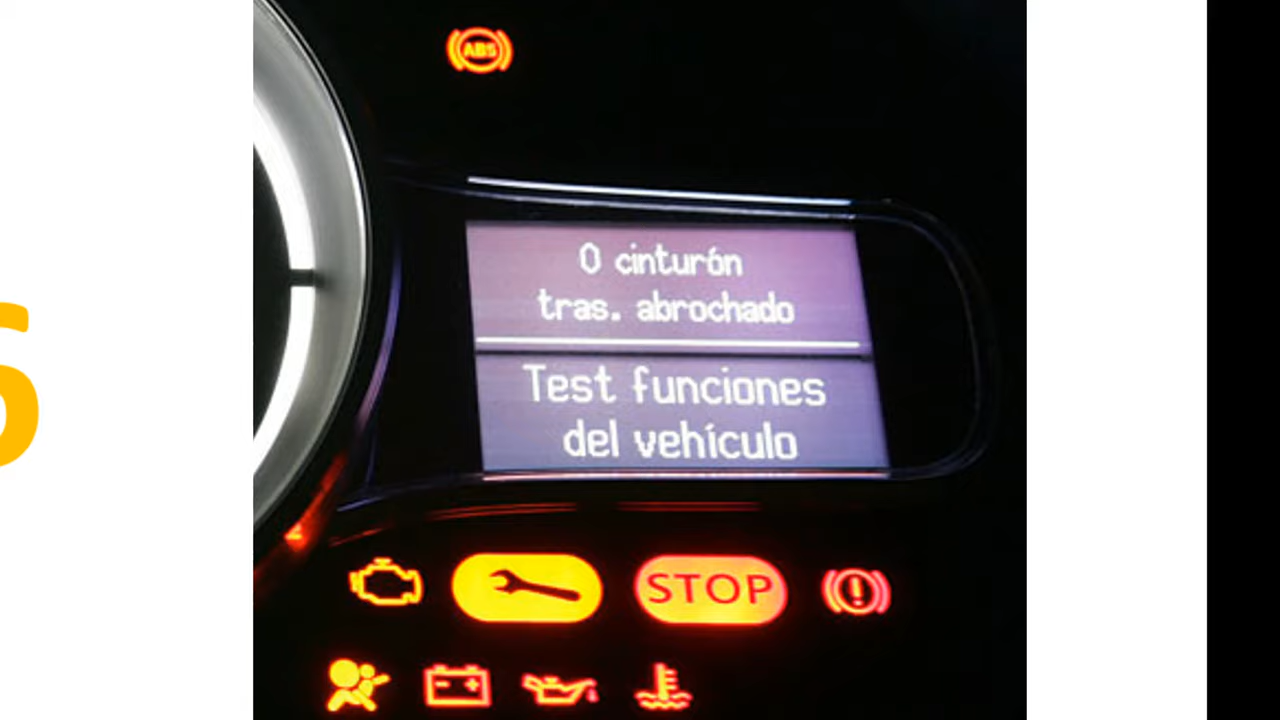 ABS
0 cinturón
tras. abrochado
Test funciones
del vehículo
STOP